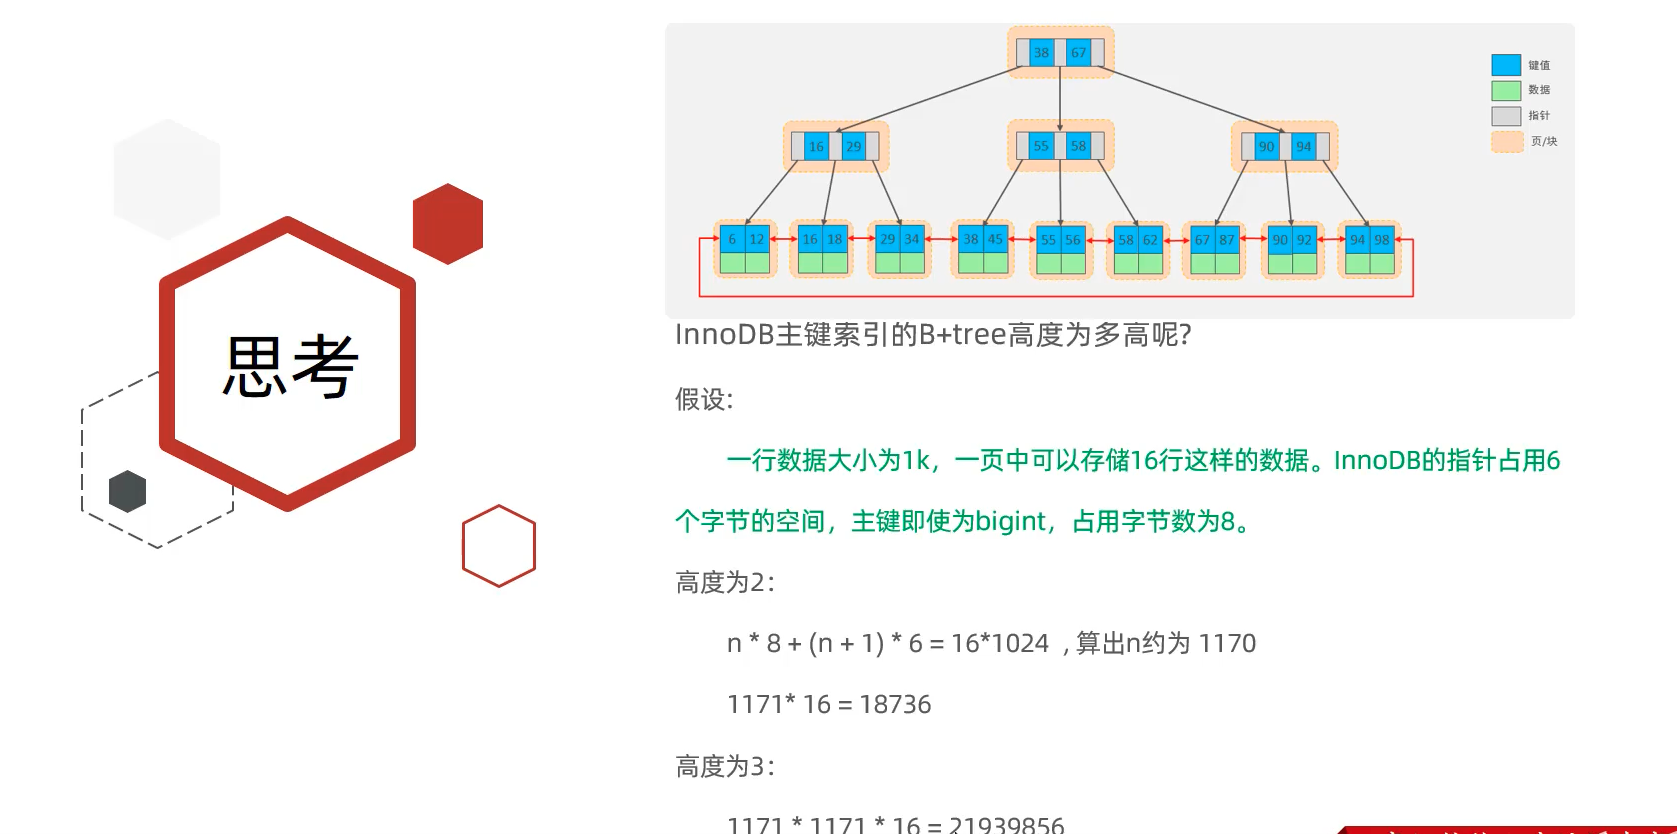 38 67
键值
数据
指针
页/块
16 29 55 58 90 94
6 12 16 18 29 34 38 45 55 56 58 62 67 87 90 92 94 98
思考
InnoDB主键索引的B+tree高度为多高呢?
假设:
一行数据大小为1k，一页中可以存储16行这样的数据。InnoDB的指针占用6
个字节的空间，主键即使为bigint，占用字节数为8。
高度为2：
n * 8 + (n + 1) * 6 = 16*1024 , 算出n约为 1170
1171* 16 = 18736
高度为3：
1171 * 1171 * 16 = 21939856